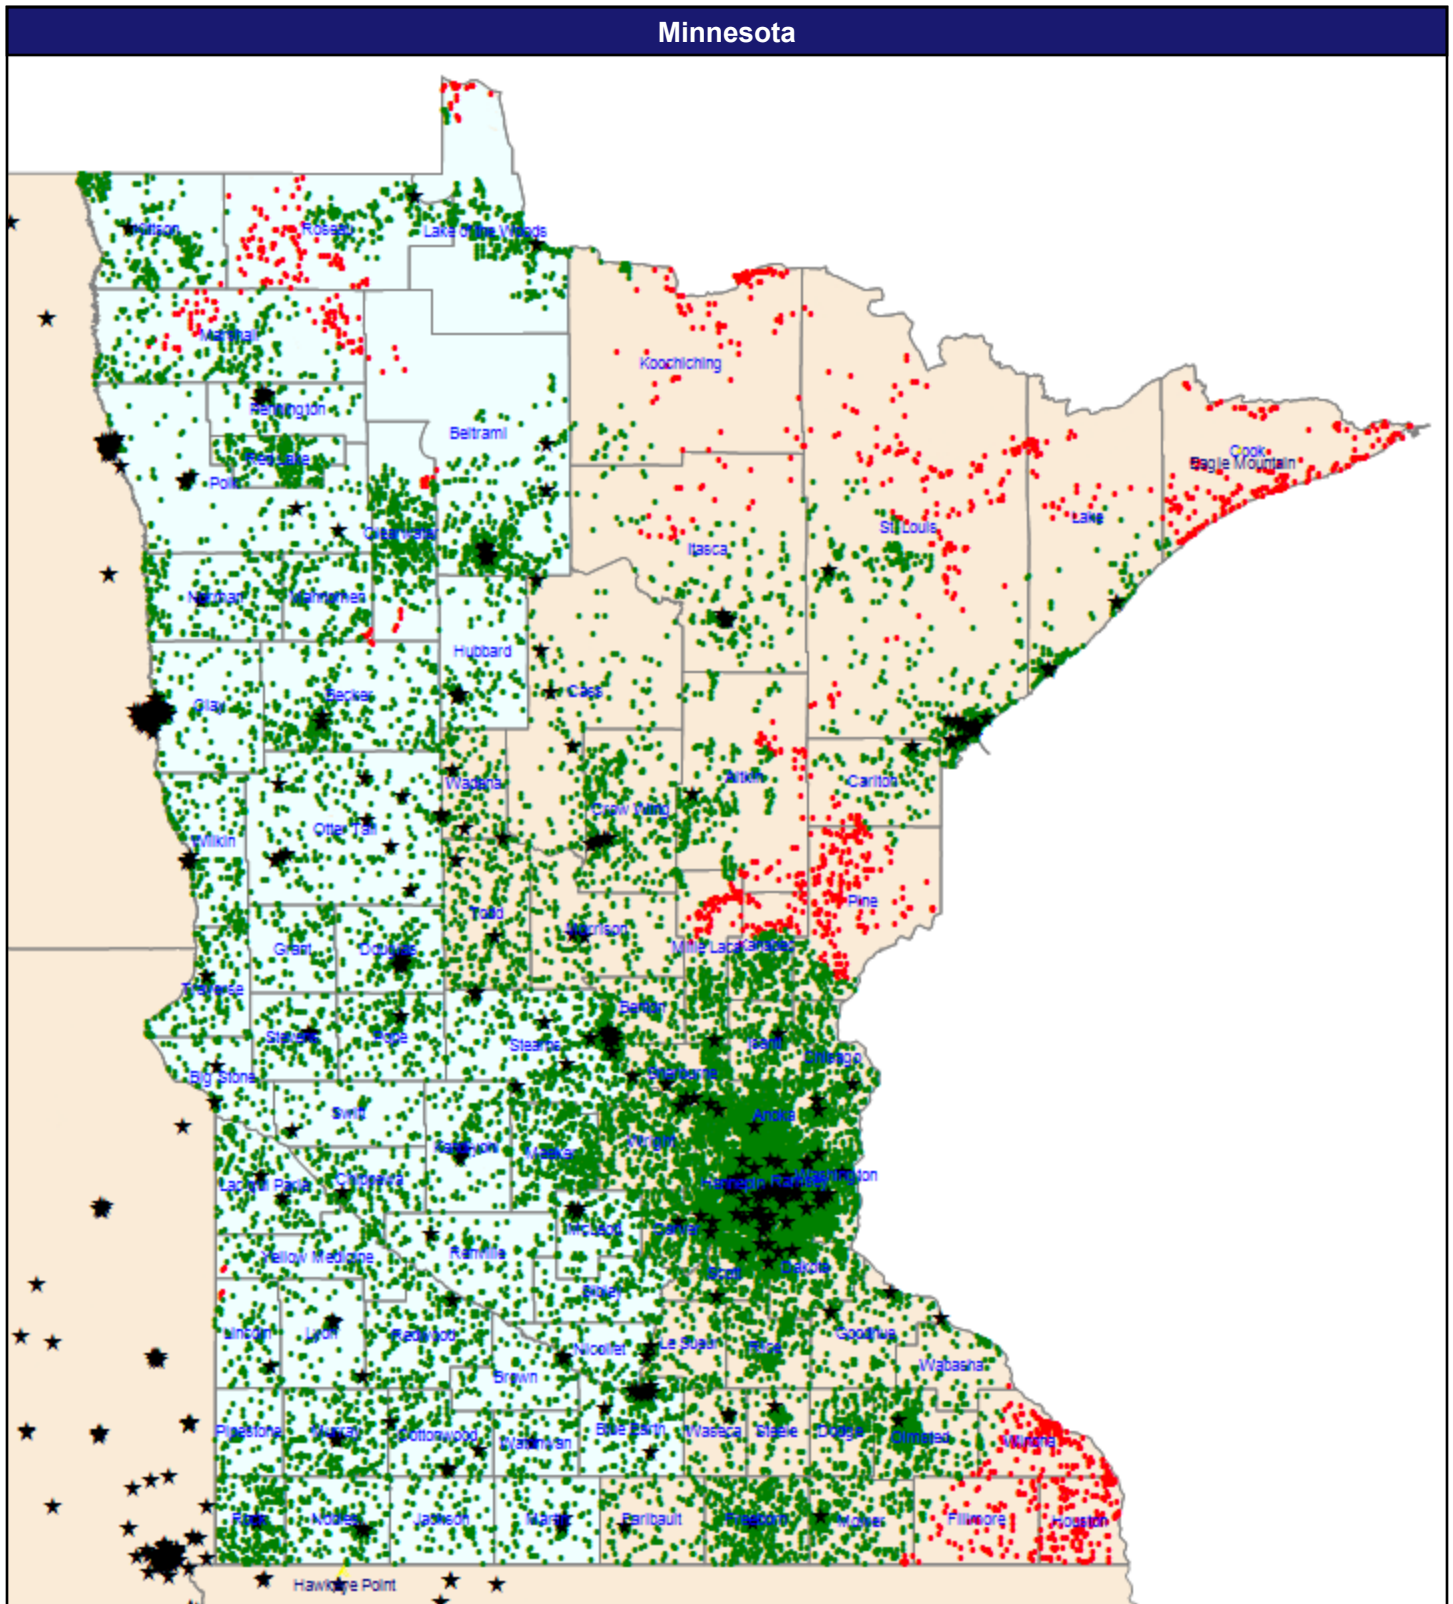 Minnesota
Kittson
Roseau
Lake of the Woods
Marshall
Koochiching
Pennington
Beltrami
Cook
Eagle Mountain
Red Lake
Polk
Clearwater
St. Louis
Lake
Itasca
Norman
Mahnomen
Hubbard
Cass
Becker
Clay
Wadena
Aitkin
Carlton
Crow Wing
Otter Tail
Wilkin
Pine
Todd
Morrison
Grant
Douglas
Mille Lacs
Kanabec
Traverse
Benton
Stevens
Pope
Stearns
Isanti
Chisago
Big Stone
Sherburne
Swift
Anoka
Wright
Kandiyohi
Meeker
Lac qui Parle
Chippewa
Hennepin
Ramsey
Washington
McLeod
Carver
Yellow Medicine
Renville
Scott
Dakota
Sibley
Lincoln
Lyon
Redwood
Nicollet
Le Sueur
Rice
Goodhue
Wabasha
Brown
Pipestone
Murray
Cottonwood
Watonwan
Blue Earth
Waseca
Steele
Dodge
Olmsted
Winona
Rock
Nobles
Jackson
Martin
Faribault
Freeborn
Mower
Fillmore
Houston
Hawkeye Point